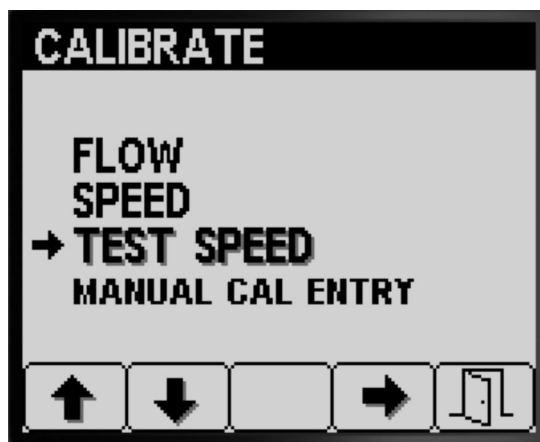 CALIBRATE
FLOW
SPEED
TEST SPEED
MANUAL CAL ENTRY